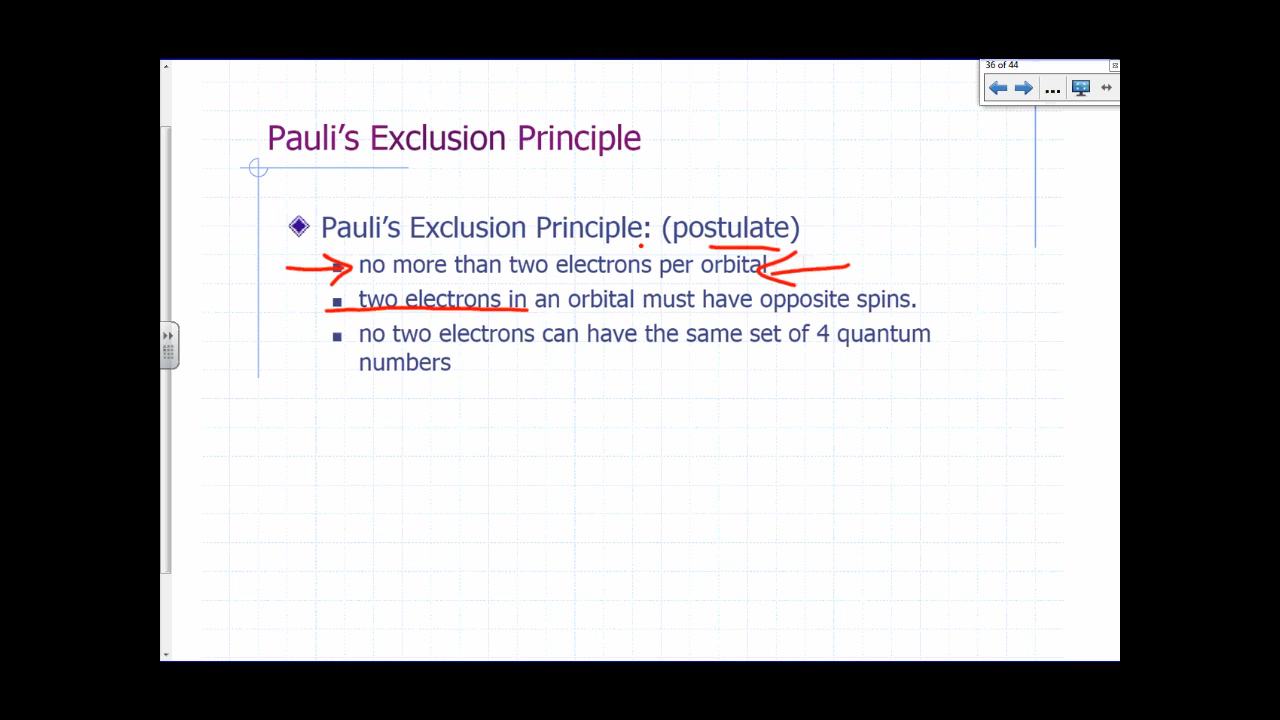 36 of 44
Pauli’s Exclusion Principle
Pauli’s Exclusion Principle: (postulate)
no more than two electrons per orbital
two electrons in an orbital must have opposite spins.
no two electrons can have the same set of 4 quantum
numbers